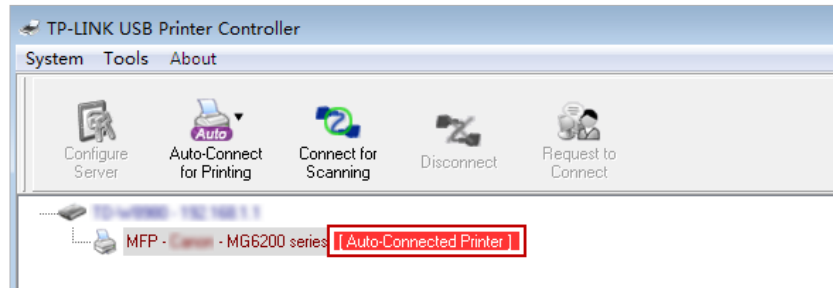 TP-LINK USB Printer Controller
System Tools About
Auto
Configure Server
Auto-Connect for Printing
Connect for Scanning
Disconnect
Request to Connect
MFP - - MG6200 series [ Auto-Connected Printer ]